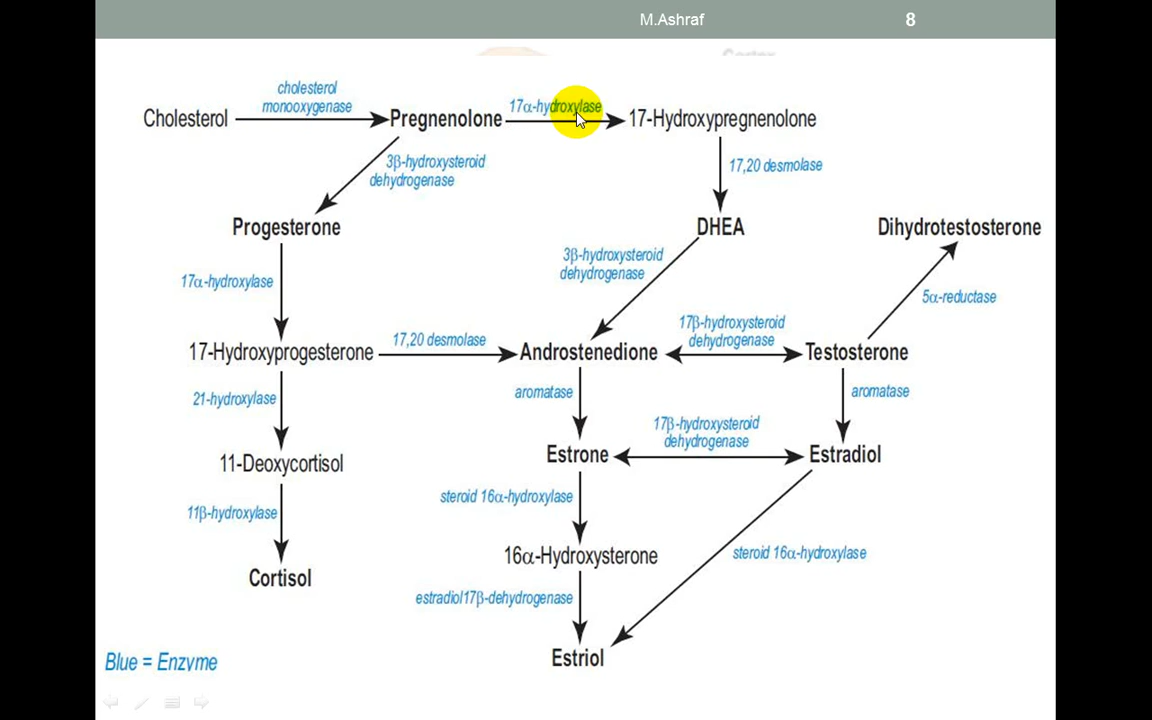 M.Ashraf
8
Cortex
cholesterol
monooxygenase
17α-hydroxylase
Cholesterol
Pregnenolone
17-Hydroxypregnenolone
3β-hydroxysteroid
dehydrogenase
17,20 desmolase
Progesterone
DHEA
Dihydrotestosterone
17α-hydroxylase
3β-hydroxysteroid
dehydrogenase
5α-reductase
17-Hydroxyprogesterone
17,20 desmolase
Androstenedione
17β-hydroxysteroid
dehydrogenase
Testosterone
21-hydroxylase
aromatase
aromatase
11-Deoxycortisol
Estrone
17β-hydroxysteroid
dehydrogenase
Estradiol
11β-hydroxylase
steroid 16α-hydroxylase
16α-Hydroxysterone
steroid 16α-hydroxylase
Cortisol
estradiol17β-dehydrogenase
Estriol
Blue = Enzyme